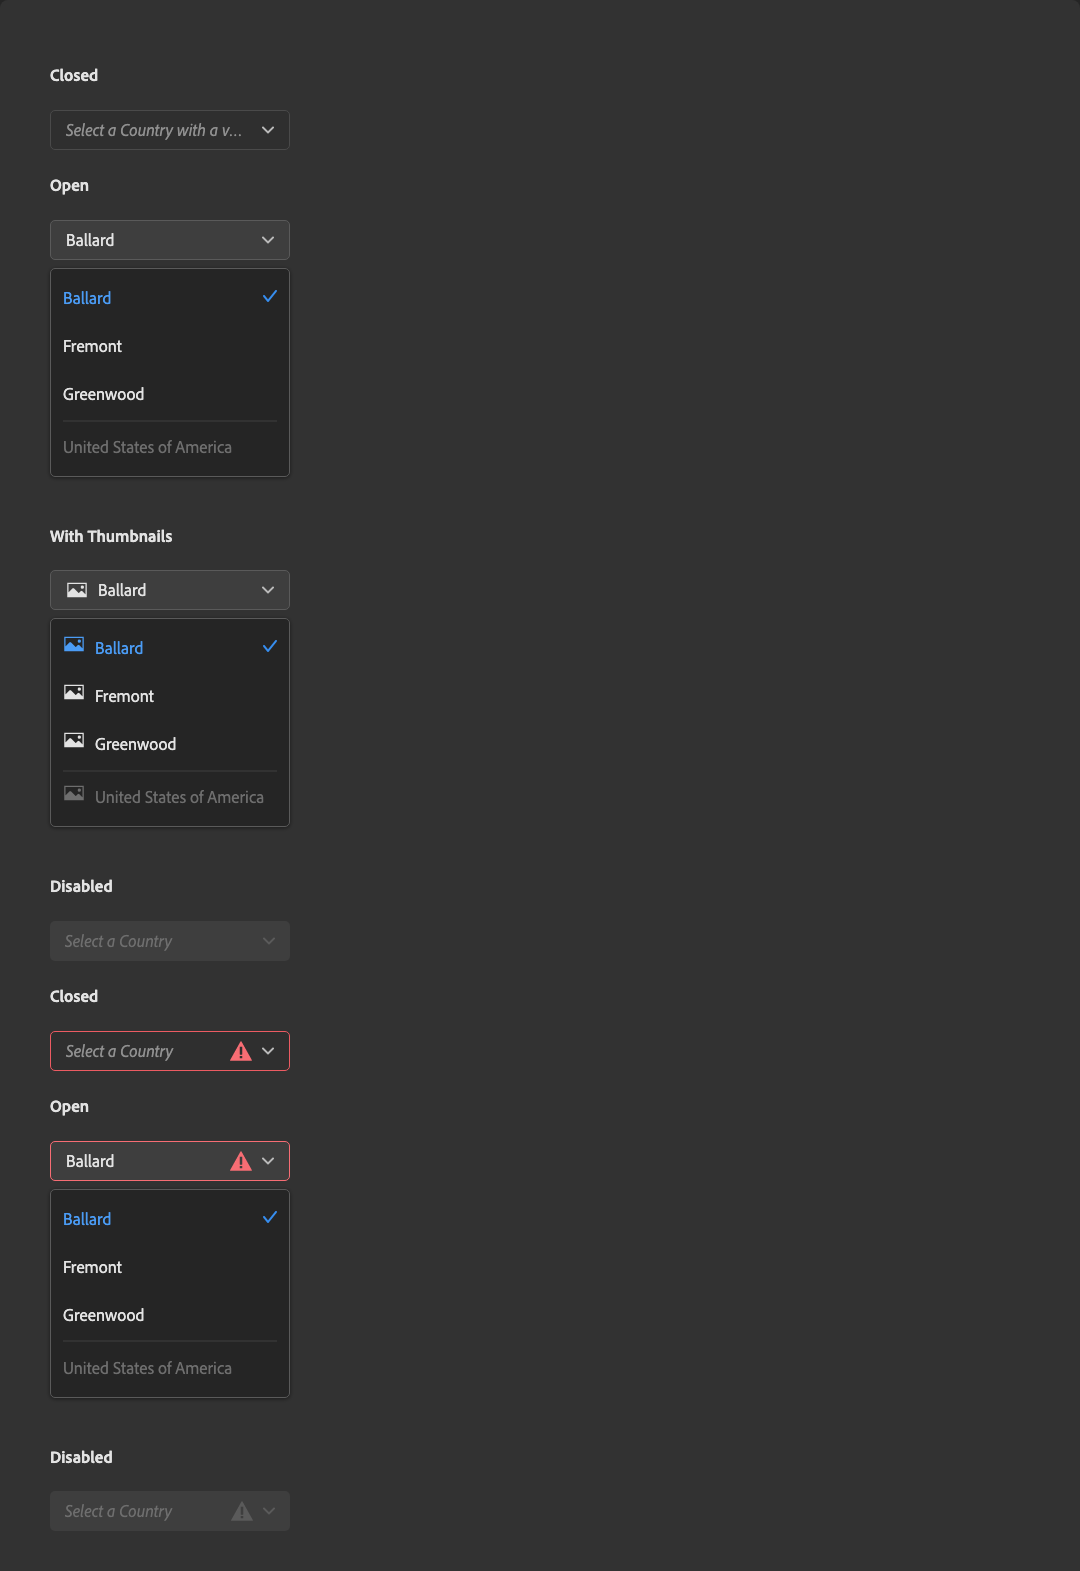 Closed
Select a Country with a v...
Open
Ballard
Ballard
Fremont
Greenwood
United States of America
With Thumbnails
Ballard
Ballard
Fremont
Greenwood
United States of America
Disabled
Select a Country
Closed
Select a Country
Open
Ballard
Ballard
Fremont
Greenwood
United States of America
Disabled
Select a Country